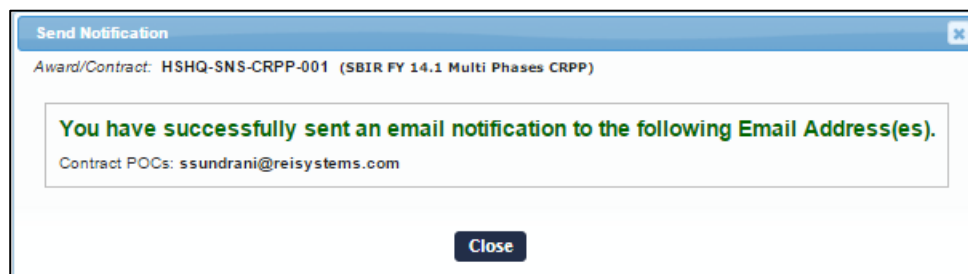 Send Notification
Award/Contract: HSHQ-SNS-CRPP-001 (SBIR FY 14.1 Multi Phases CRPP)
You have successfully sent an email notification to the following Email Address(es).
Contract POCs: ssundrani@reisystems.com
Close